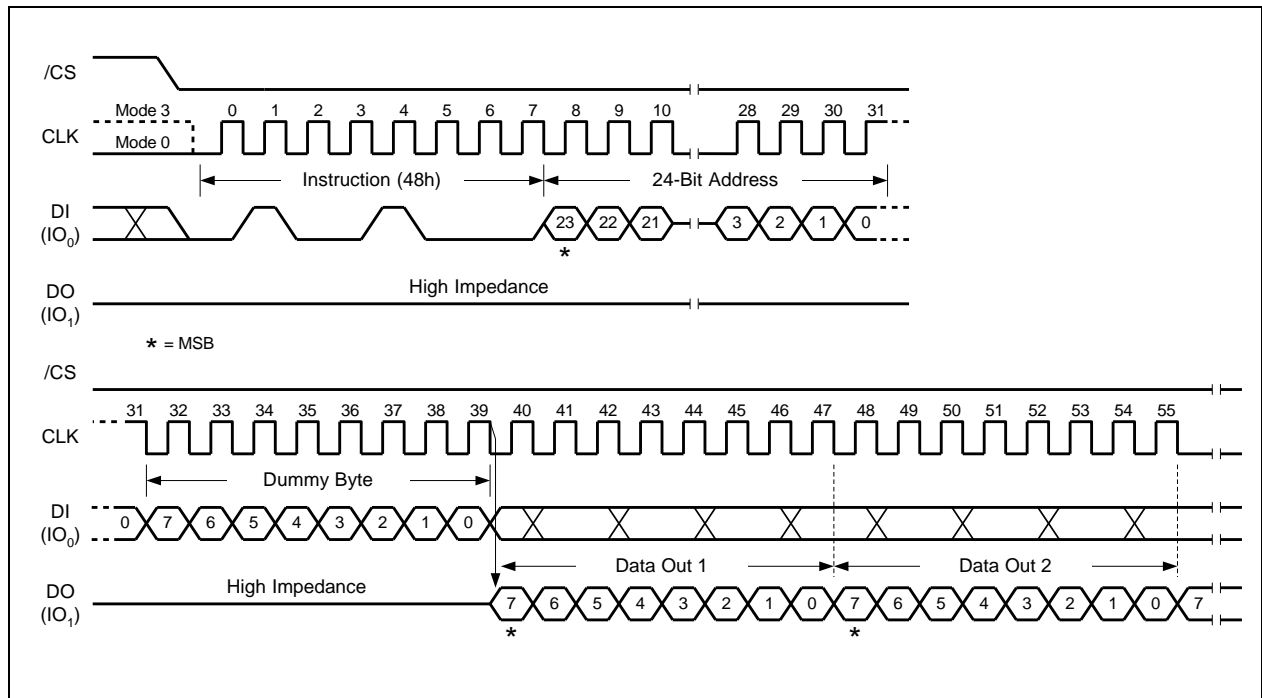 /CS
Mode 3 0 1 2 3 4 5 6 7 8 9 10 28 29 30 31
CLK
Mode 0
Instruction (48h) 24-Bit Address
DI
(IO0)
23 22 21 3 2 1 0
*
High Impedance
DO
(IO1)
* = MSB
/CS
31 32 33 34 35 36 37 38 39 40 41 42 43 44 45 46 47 48 49 50 51 52 53 54 55
CLK
Dummy Byte
DI
(IO0)
0 7 6 5 4 3 2 1 0
Data Out 1 Data Out 2
High Impedance
DO
(IO1)
7 6 5 4 3 2 1 0 7 6 5 4 3 2 1 0 7
* *